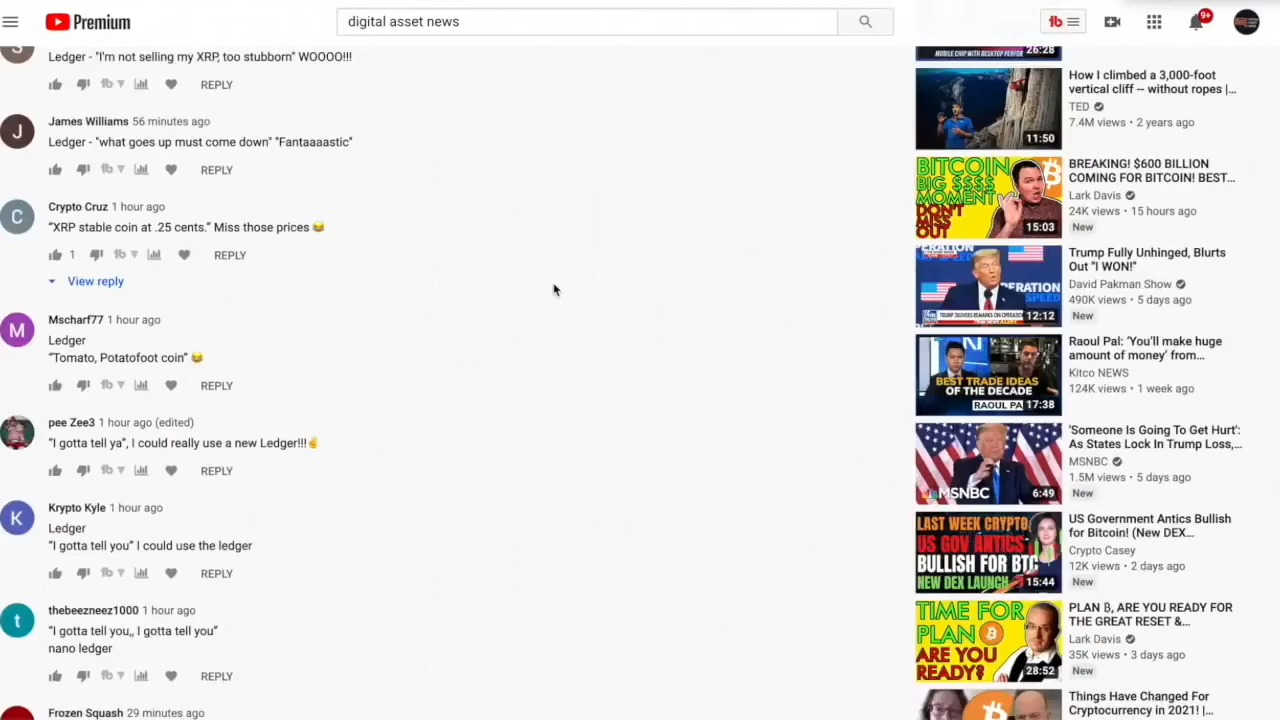 Premium
digital asset news
9+
S
Ledger - "I'm not selling my XRP, too stubborn" WOOOO!!!
REPLY
J
James Williams 56 minutes ago
Ledger - "what goes up must come down" "Fantaaaastic"
REPLY
C
Crypto Cruz 1 hour ago
“XRP stable coin at .25 cents.” Miss those prices 😂
1
REPLY
View reply
M
Mscharf77 1 hour ago
Ledger
“Tomato, Potatofoot coin” 😂
REPLY
pee Zee3 1 hour ago (edited)
“I gotta tell ya”, I could really use a new Ledger!!!✌
REPLY
K
Krypto Kyle 1 hour ago
Ledger
“I gotta tell you” I could use the ledger
REPLY
t
thebeezneez1000 1 hour ago
“I gotta tell you,, I gotta tell you”
nano ledger
REPLY
Frozen Squash 29 minutes ago
MOBILE CHIP WITH DESKTOP
26:28
11:50
How I climbed a 3,000-foot
vertical cliff -- without ropes |...
TED
7.4M views • 2 years ago
BITCOIN
BIG $$$$
MOMENT
DON'T
MISS
OUT
15:03
BREAKING! $600 BILLION
COMING FOR BITCOIN! BEST...
Lark Davis
24K views • 15 hours ago
New
12:12
Trump Fully Unhinged, Blurts
Out "I WON!"
David Pakman Show
490K views • 5 days ago
New
BEST TRADE IDEAS
OF THE DECADE
RAOUL PA
17:38
Raoul Pal: ‘You’ll make huge
amount of money’ from...
Kitco NEWS
124K views • 1 week ago
MSNBC
6:49
'Someone Is Going To Get Hurt':
As States Lock In Trump Loss,...
MSNBC
1.5M views • 5 days ago
New
LAST WEEK CRYPTO
US GOV ANTICS
BULLISH FOR BTC
NEW DEX LAUNCH
15:44
US Government Antics Bullish
for Bitcoin! (New DEX...
Crypto Casey
12K views • 2 days ago
New
TIME FOR
PLAN B
ARE YOU
READY?
28:52
PLAN ₿, ARE YOU READY FOR
THE GREAT RESET &...
Lark Davis
35K views • 3 days ago
New
Things Have Changed For
Cryptocurrency in 2021! |...